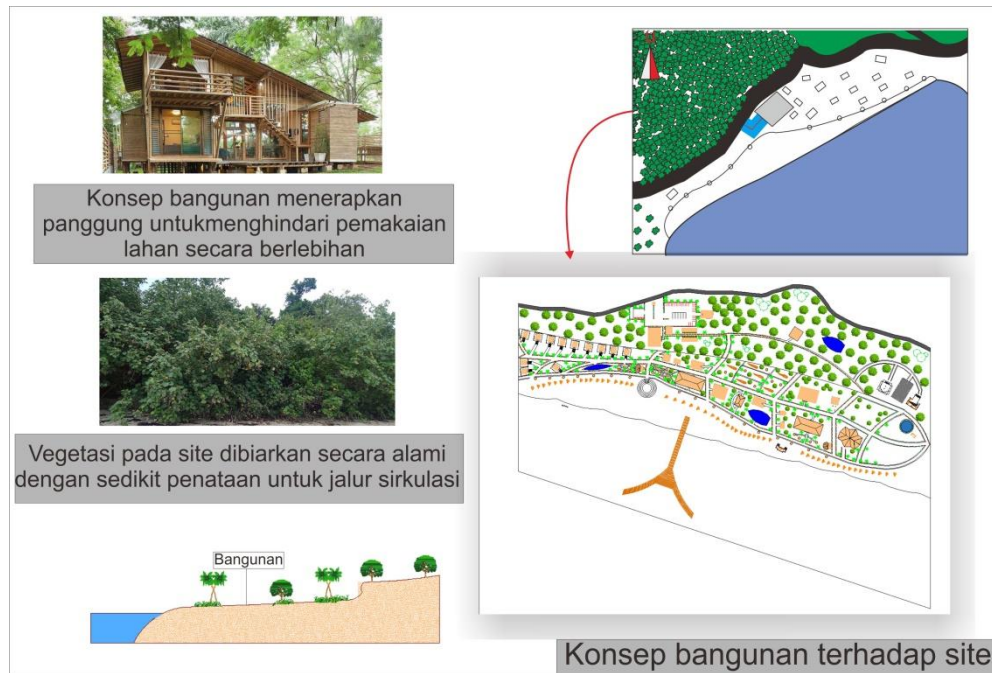 Konsep bangunan menerapkan
panggung untukmenghindari pemakaian
lahan secara berlebihan
Vegetasi pada site dibiarkan secara alami
dengan sedikit penataan untuk jalur sirkulasi
Bangunan
Konsep bangunan terhadap site